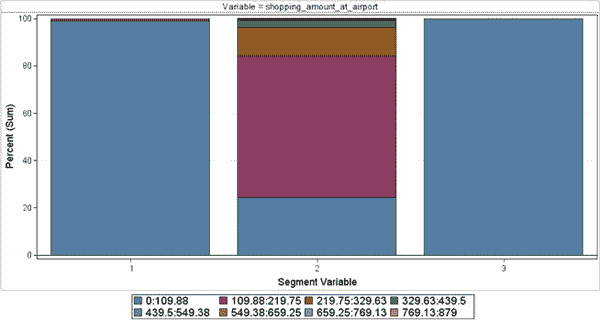 Variable = shopping_amount_at_airport
100
80
60
40
20
0
Percent (Sum)
1 2 3
Segment Variable
0:109.88 109.88:219.75 219.75:329.63 329.63:439.5
439.5:549.38 549.38:659.25 659.25:769.13 769.13:879